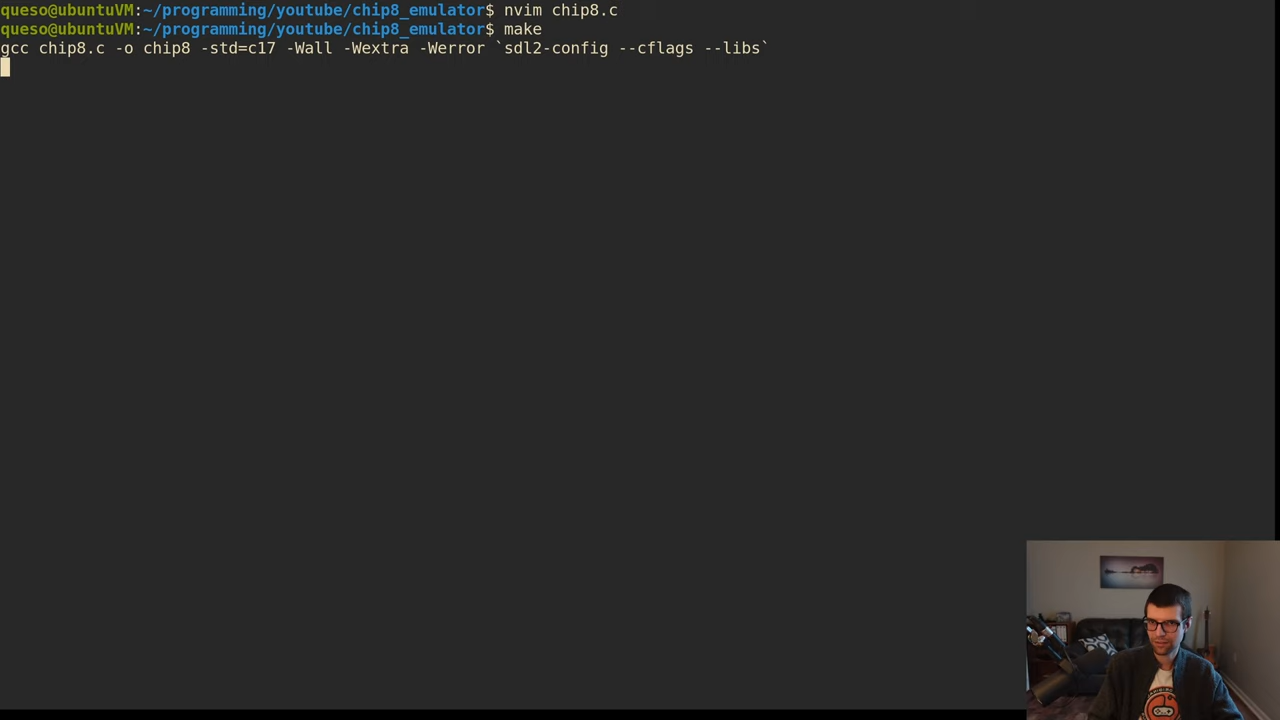 queso@ubuntuVM:~/programming/youtube/chip8_emulator$ nvim chip8.c
queso@ubuntuVM:~/programming/youtube/chip8_emulator$ make
gcc chip8.c -o chip8 -std=c17 -Wall -Wextra -Werror `sdl2-config --cflags --libs`